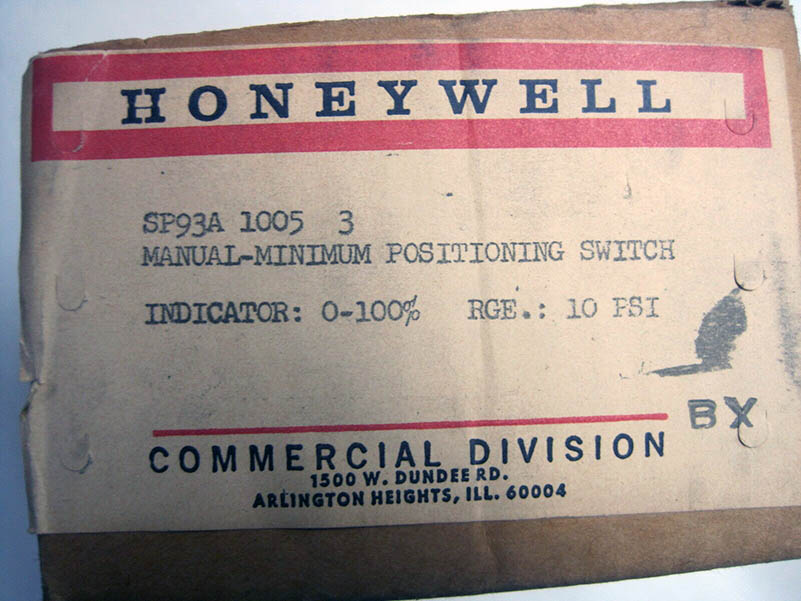 HONEYWELL
SP93A 1005 3
MANUAL-MINIMUM POSITIONING SWITCH
INDICATOR: 0-100% RGE.: 10 PSI
BX
COMMERCIAL DIVISION
1500 W. DUNDEE RD.
ARLINGTON HEIGHTS, ILL. 60004